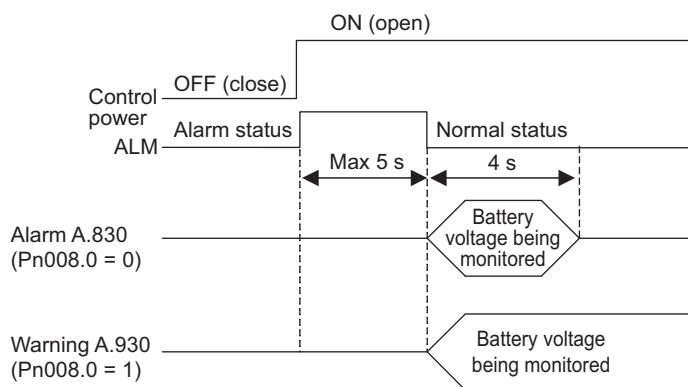 ON (open)
OFF (close)
Control
power
ALM
Alarm status
Normal status
Max 5 s
4 s
Alarm A.830
(Pn008.0 = 0)
Battery
voltage being
monitored
Warning A.930
(Pn008.0 = 1)
Battery voltage
being monitored